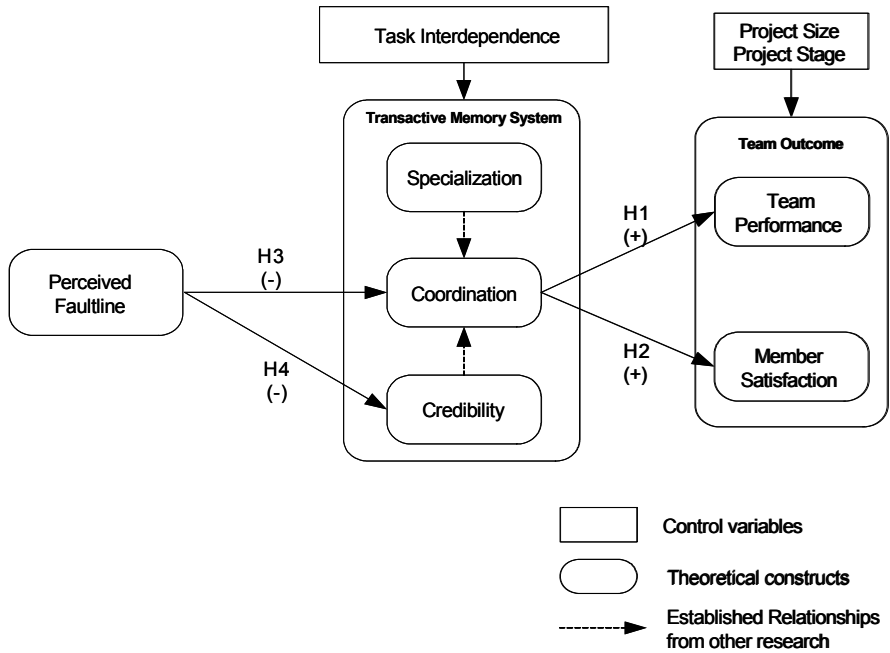 Task Interdependence
Project Size
Project Stage
Transactive Memory System
Team Outcome
Specialization
Team
Performance
H1
(+)
H3
(-)
Perceived
Faultline
Coordination
H2
(+)
Member
Satisfaction
H4
(-)
Credibility
Control variables
Theoretical constructs
Established Relationships
from other research